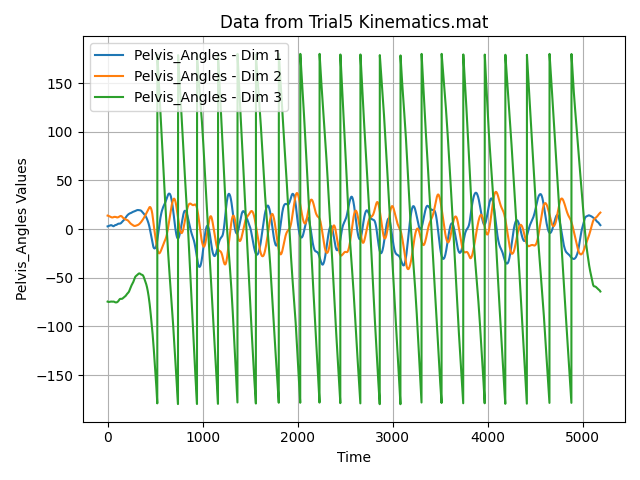 Data from Trial5 Kinematics.mat
Pelvis_Angles - Dim 1
Pelvis_Angles - Dim 2
Pelvis_Angles - Dim 3
Pelvis_Angles Values
150
100
50
0
−50
−100
−150
0
1000
2000
3000
4000
5000
Time